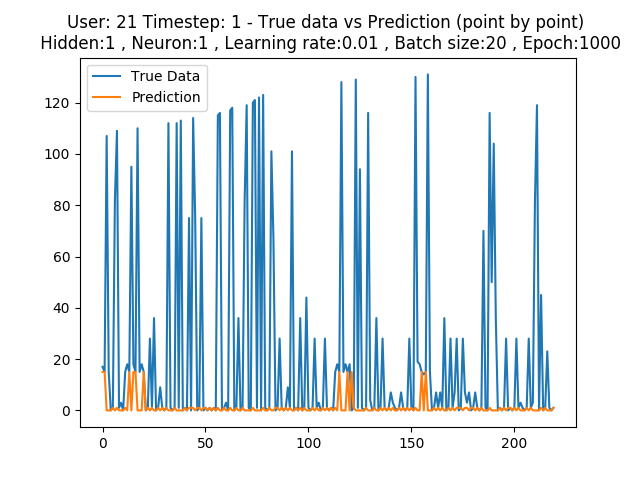 User: 21 Timestep: 1 - True data vs Prediction (point by point)
Hidden:1 , Neuron:1 , Learning rate:0.01 , Batch size:20 , Epoch:1000
True Data
Prediction
120
100
80
60
40
20
0
0 50 100 150 200